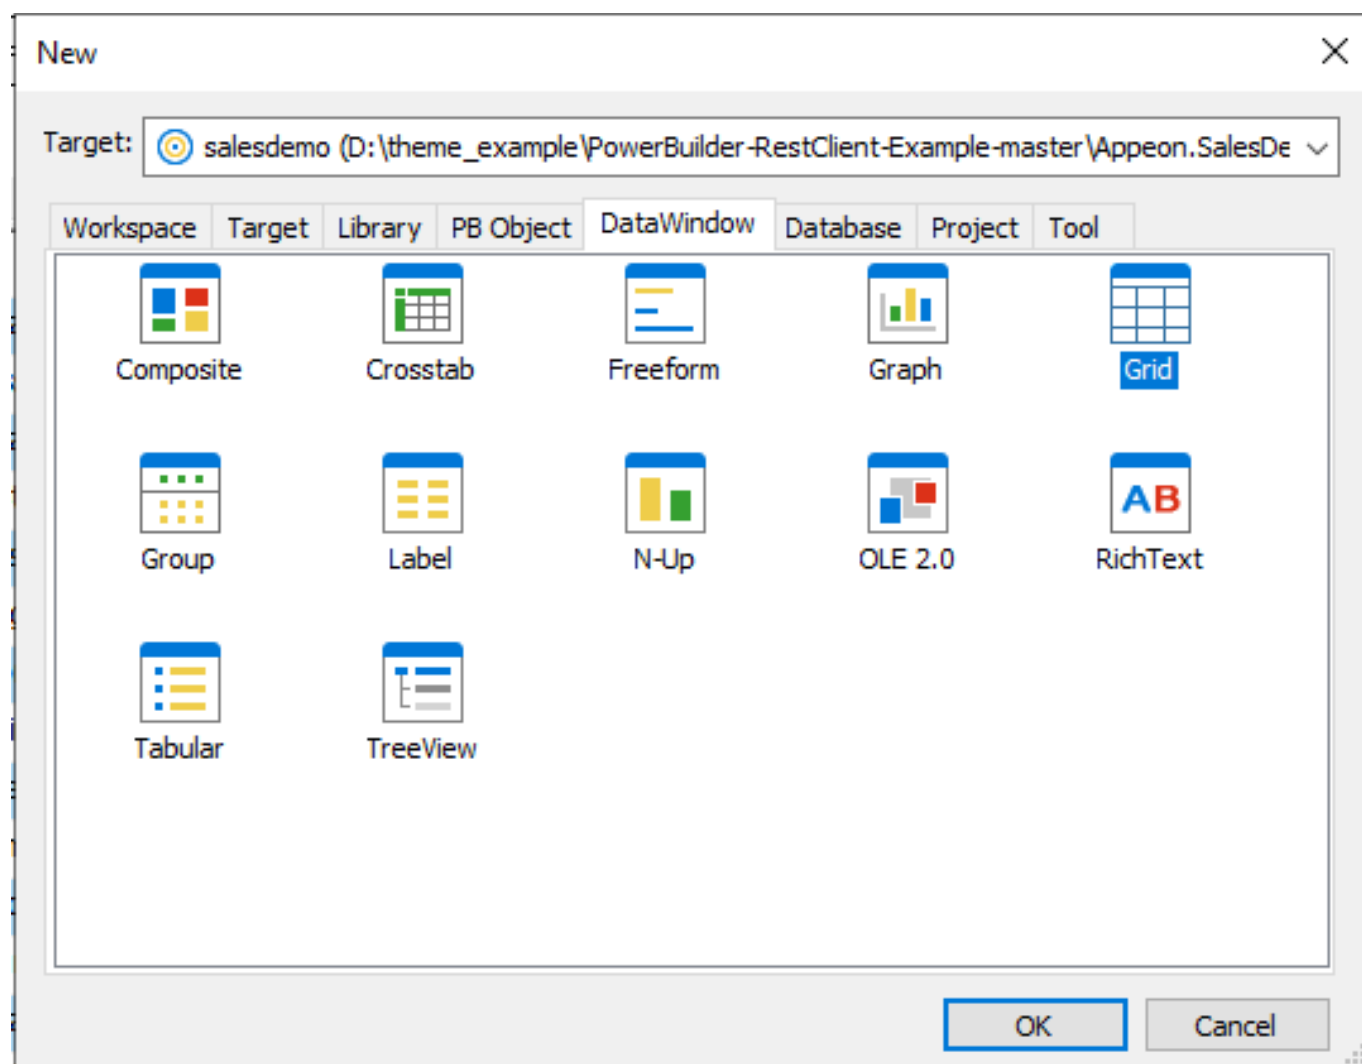 New
Target: salesdemo (D:\theme_example\PowerBuilder-RestClient-Example-master\Appeon.SalesDe
Workspace Target Library PB Object DataWindow Database Project Tool
Composite Crosstab Freeform Graph Grid
Group Label N-Up OLE 2.0 AB RichText
Tabular TreeView
OK Cancel